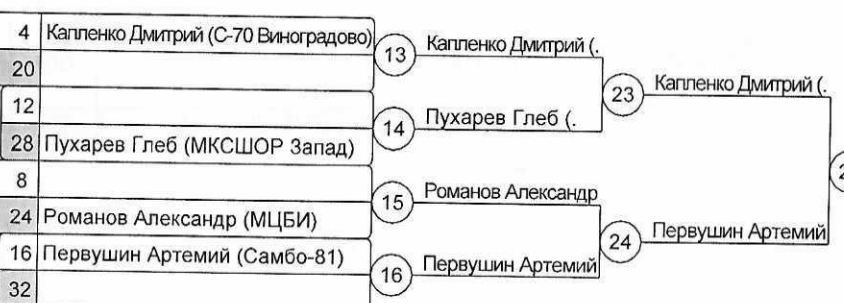 4 Капленко Дмитрий (С-70 Виноградово)
20
12
28 Пухарев Глеб (МКСШОР Запад)
8
24 Романов Александр (МЦБИ)
16 Первушин Артемий (Самбо-81)
32
13 Капленко Дмитрий (.
14 Пухарев Глеб (.
15 Романов Александр
16 Первушин Артемий
23 Капленко Дмитрий (.
24 Первушин Артемий